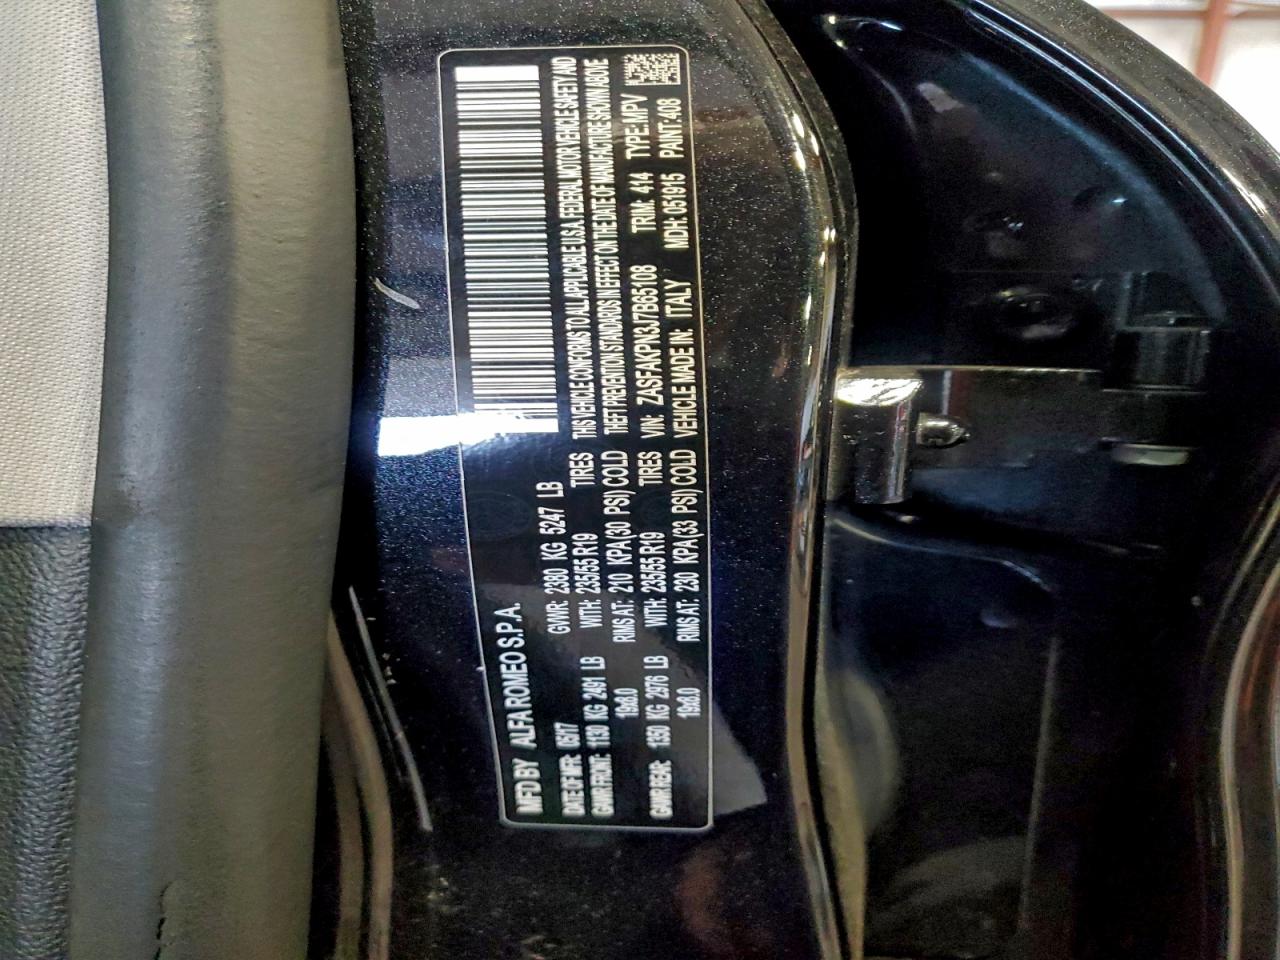 MFD BY ALFA ROMEO S.P.A.
DATE OF MFR: 05/17 GVWR: 2380 KG 5247 LB
GAWR FRONT: 1130 KG 2491 LB WITH: 235/55 R19 TIRES
19x8.0 RIMS AT: 210 KPA(30 PSI) COLD
GAWR REAR: 1350 KG 2976 LB WITH: 235/55 R19 TIRES
19x8.0 RIMS AT: 230 KPA(33 PSI) COLD
THIS VEHICLE CONFORMS TO ALL APPLICABLE U.S.A. FEDERAL MOTOR VEHICLE SAFETY AND
THEFT PREVENTION STANDARDS IN EFFECT ON THE DATE OF MANUFACTURE SHOWN ABOVE
VIN: ZASFAKPN3J7B65108 TRIM: 414 TYPE: MPV
VEHICLE MADE IN: ITALY MDH: 051915 PAINT: 408